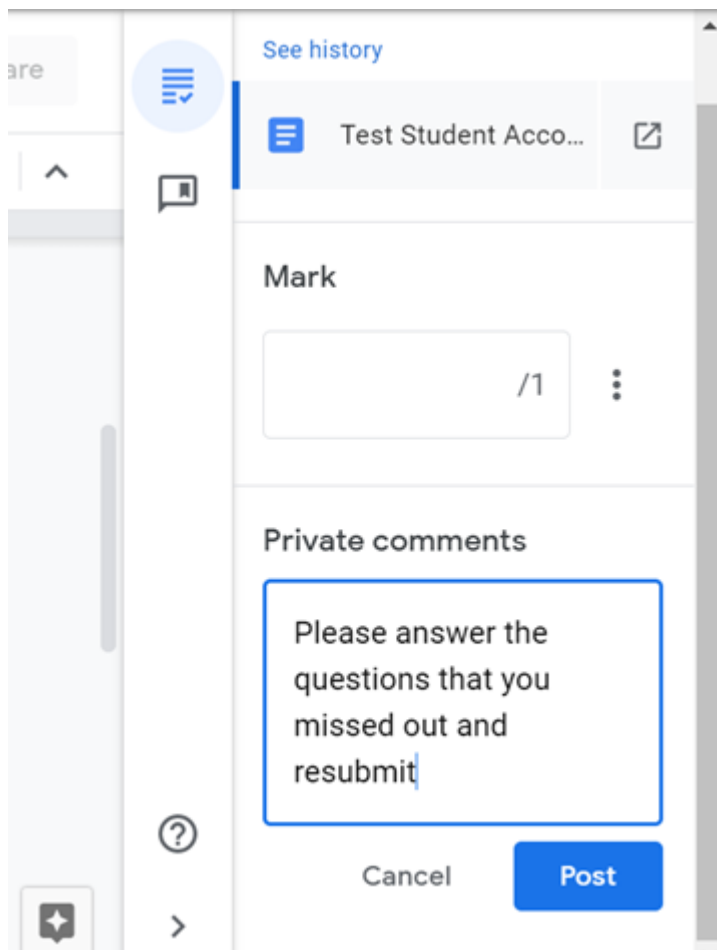 See history
are
Test Student Acco...
Mark
/1
Private comments
Please answer the
questions that you
missed out and
resubmit
Cancel Post